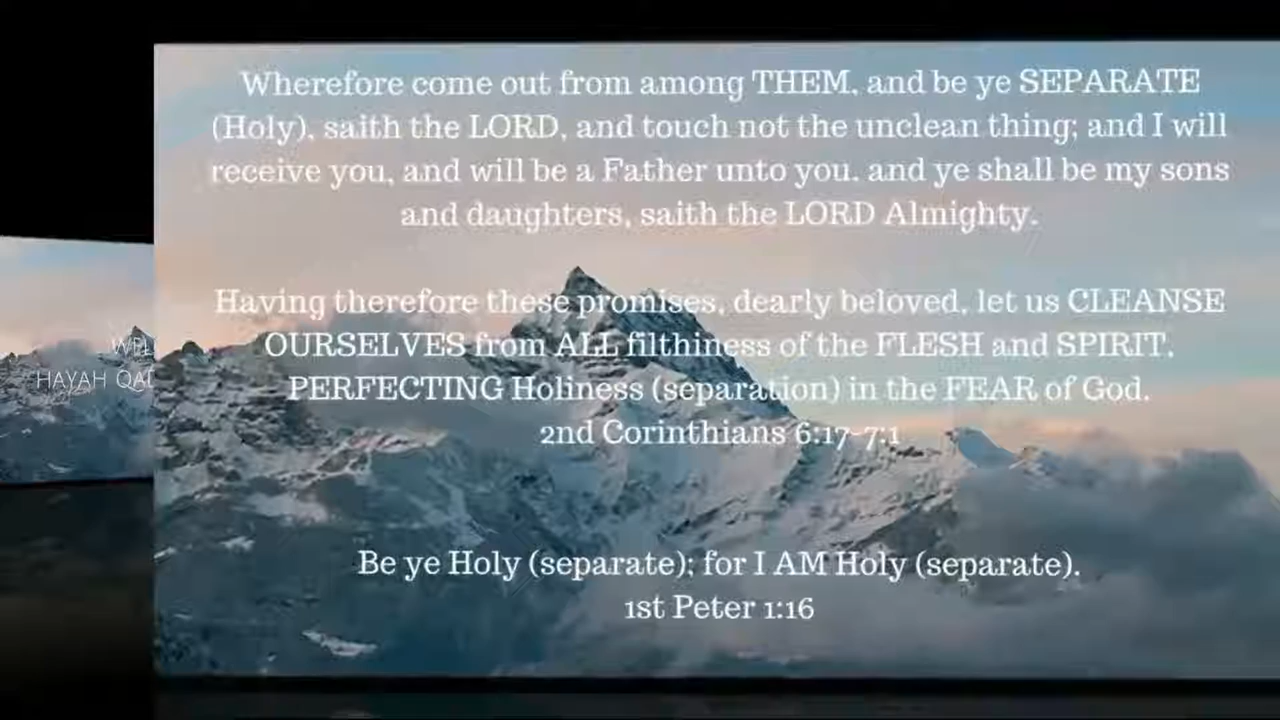 Wherefore come out from among THEM, and be ye SEPARATE
(Holy), saith the LORD, and touch not the unclean thing; and I will
receive you, and will be a Father unto you. and ye shall be my sons
and daughters, saith the LORD Almighty.
Having therefore these promises, dearly beloved, let us CLEANSE
OURSELVES from ALL filthiness of the FLESH and SPIRIT,
PERFECTING Holiness (separation) in the FEAR of God.
2nd Corinthians 6:17-7:1
Be ye Holy (separate); for I AM Holy (separate).
1st Peter 1:16
HAYAH